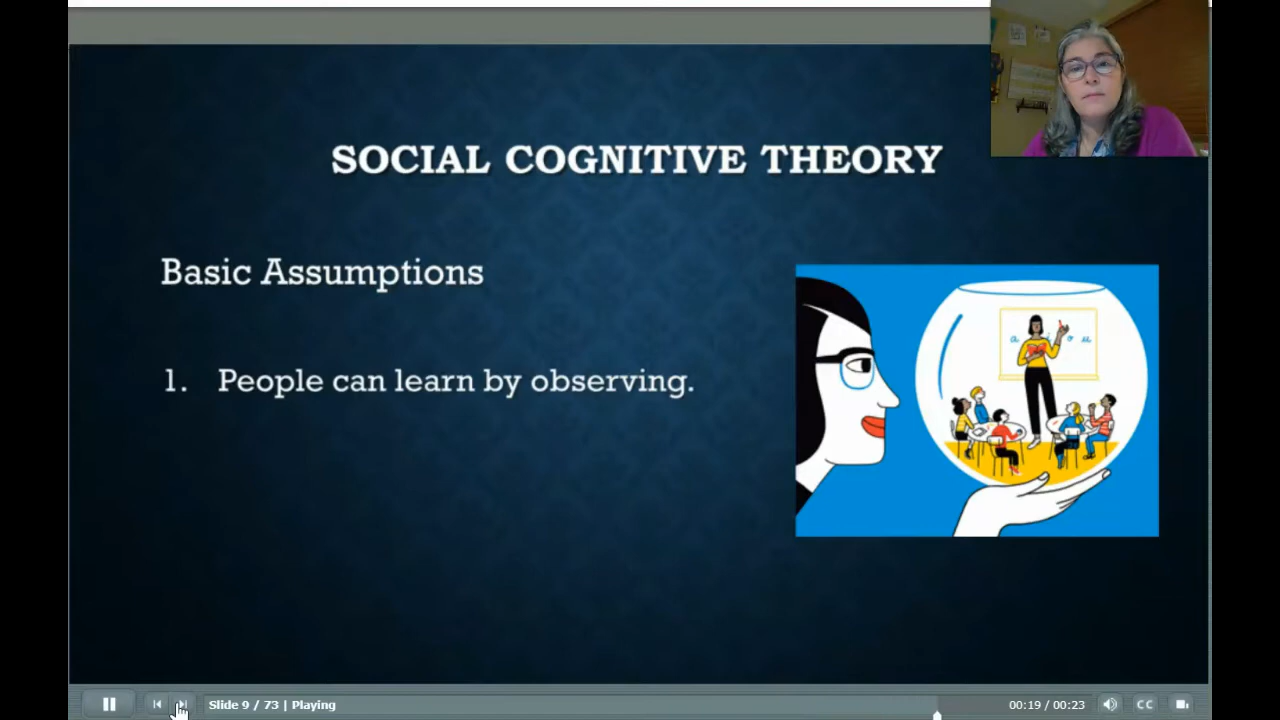 SOCIAL COGNITIVE THEORY
Basic Assumptions
1. People can learn by observing.
a o u
Slide 9 / 73 | Playing
00:19 / 00:23
CC